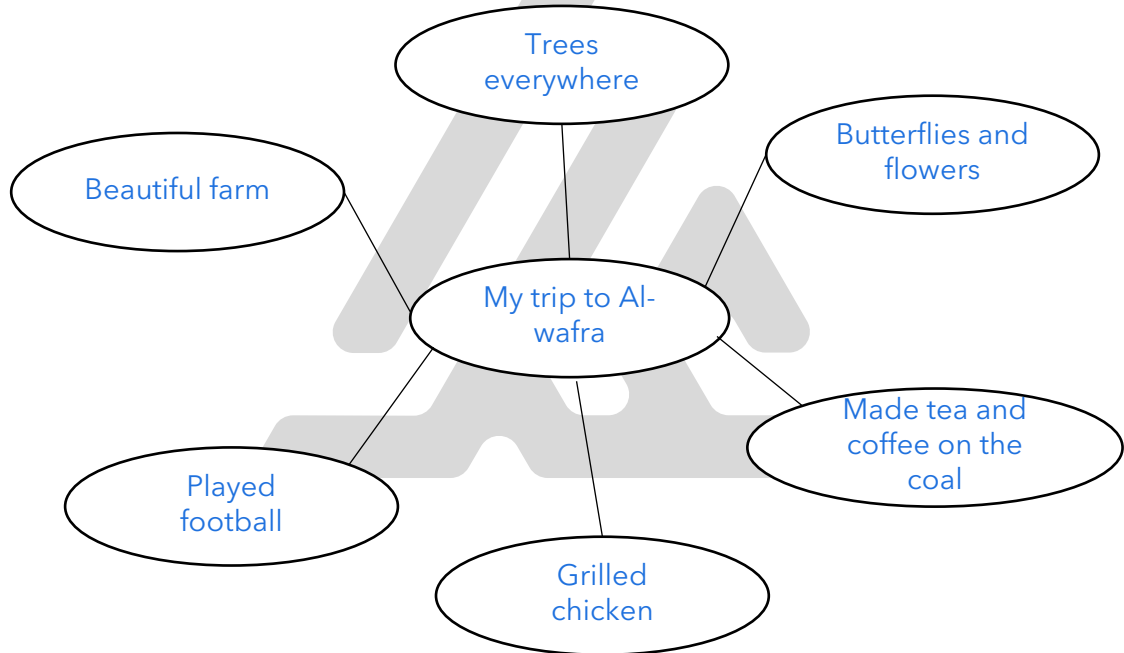 Trees
everywhere
Butterflies and
flowers
Beautiful farm
My trip to Al-
wafra
Made tea and
coffee on the
coal
Played
football
Grilled
chicken